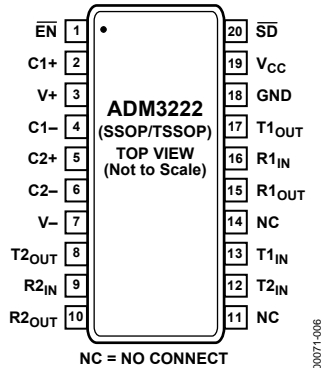 EN 1
C1+ 2
V+ 3
C1– 4
C2+ 5
C2– 6
V– 7
T2OUT 8
R2IN 9
R2OUT 10
ADM3222
(SSOP/TSSOP)
TOP VIEW
(Not to Scale)
20 SD
19 VCC
18 GND
17 T1OUT
16 R1IN
15 R1OUT
14 NC
13 T1IN
12 T2IN
11 NC
NC = NO CONNECT
00071-006